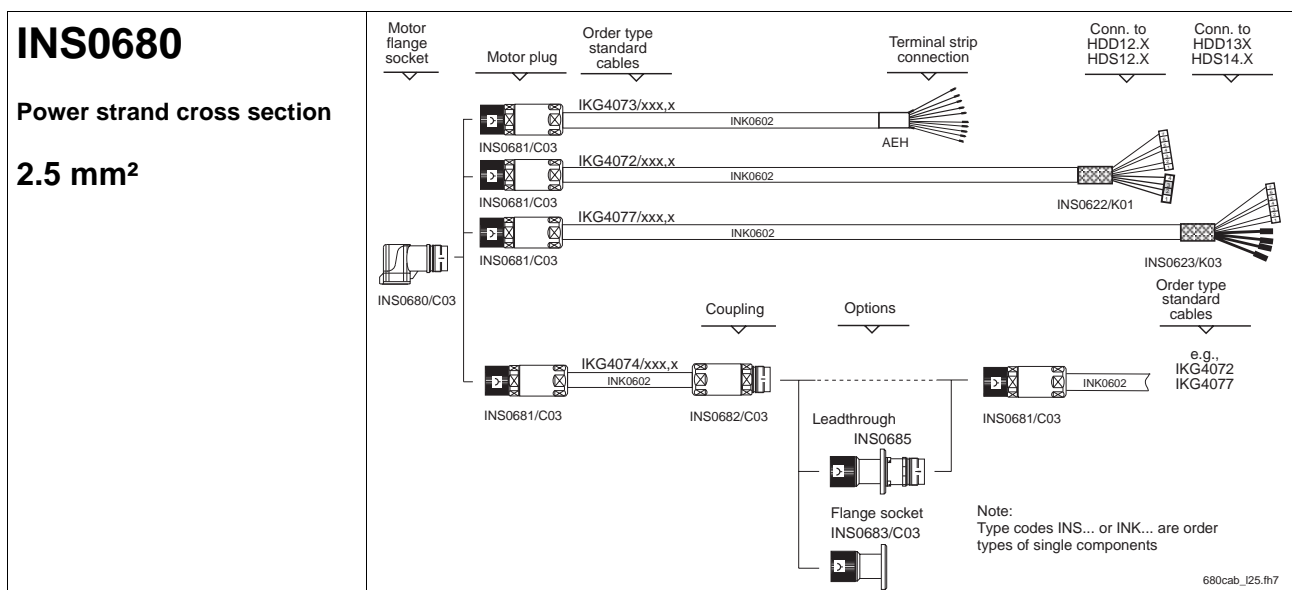 INS0680
Power strand cross section
2.5 mm²
Motor
flange
socket
Motor plug
Order type
standard
cables
Terminal strip
connection
Conn. to
HDD12.X
HDS12.X
Conn. to
HDD13X
HDS14.X
IKG4073/xxx,x
INK0602
AEH
INS0681/C03
IKG4072/xxx,x
INK0602
INS0681/C03
INS0622/K01
IKG4077/xxx,x
INK0602
INS0681/C03
INS0623/K03
INS0680/C03
Coupling
Options
Order type
standard
cables
IKG4074/xxx,x
INK0602
INS0681/C03
INS0682/C03
INK0602
INS0681/C03
e.g.,
IKG4072
IKG4077
Leadthrough
INS0685
Flange socket
INS0683/C03
Note:
Type codes INS... or INK... are order
types of single components
680cab_l25.fh7